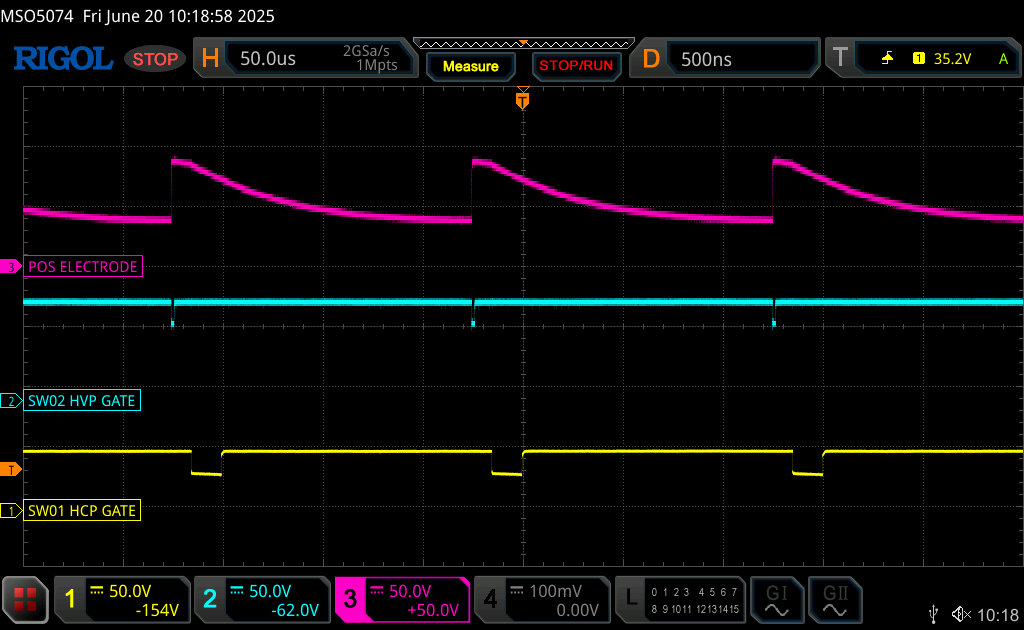 MSO5074 Fri June 20 10:18:58 2025
RIGOL STOP H 50.0us 2GSa/s 1Mpts Measure STOP/RUN D 500ns T 1 35.2V A
T
3 POS ELECTRODE
2 SW02 HVP GATE
T
1 SW01 HCP GATE
1 50.0V -154V
2 50.0V -62.0V
3 50.0V +50.0V
4 100mV 0.00V
L 0 1 2 3 4 5 6 7
8 9 10 11 12 13 14 15
GI
GII
10:18